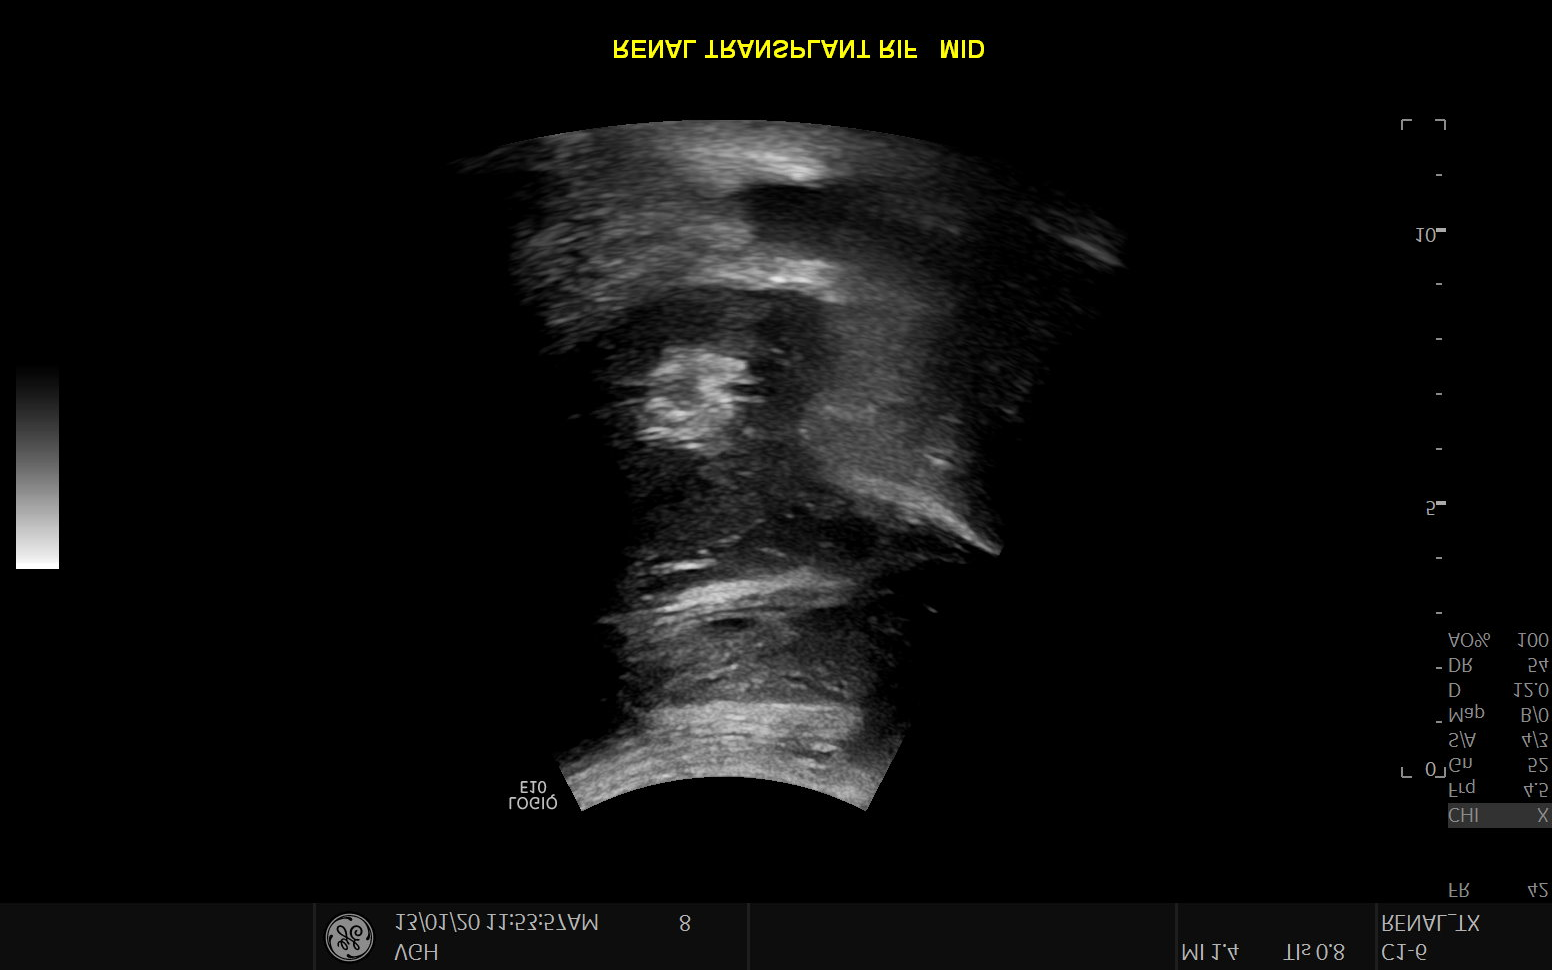 VGH
13/01/20 11:53:57AM 8
MI 1.4 TIs 0.8
C1-6
RENAL_TX
FR 42
CHI X
Frq 4.5
Gn 52
S/A 4/3
Map B/0
D 12.0
DR 54
AO% 100
LOGIQ
E10
0
5
10
RENAL TRANSPLANT RIF MID